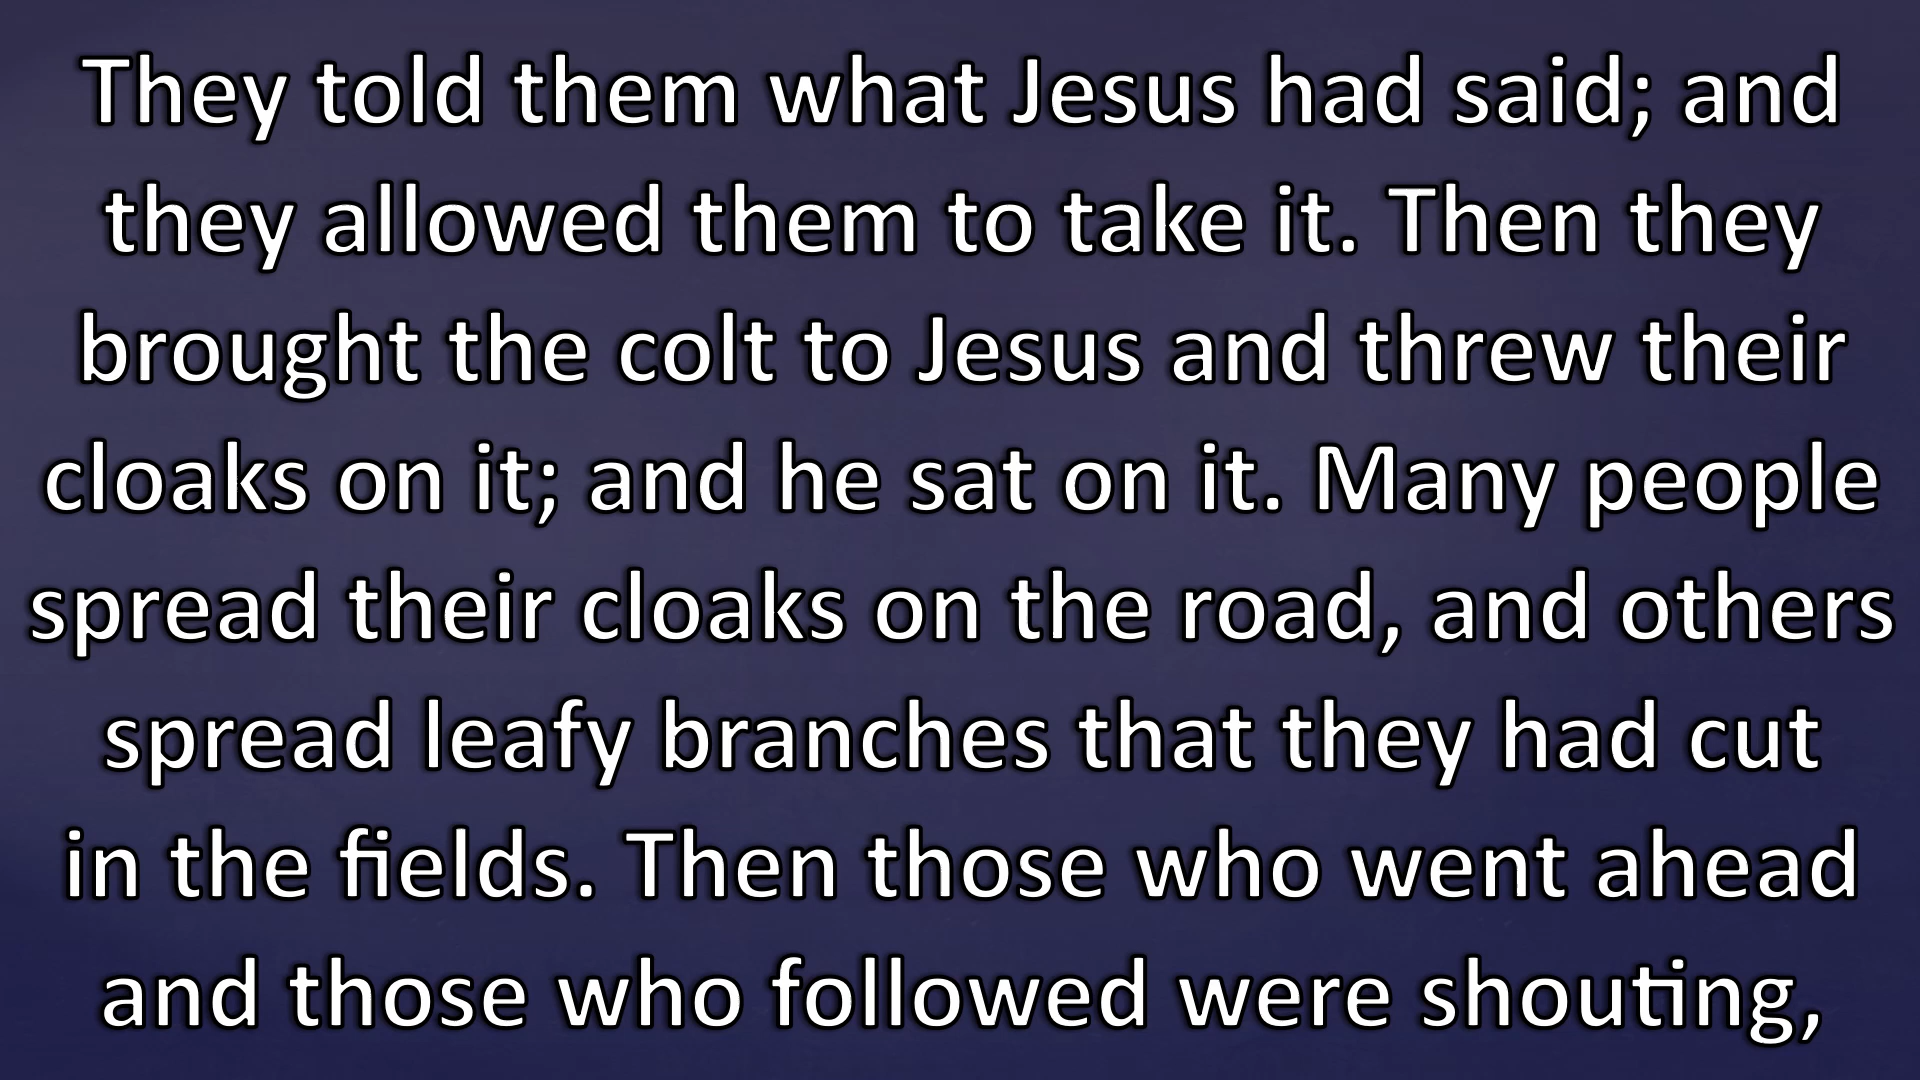 They told them what Jesus had said; and
they allowed them to take it. Then they
brought the colt to Jesus and threw their
cloaks on it; and he sat on it. Many people
spread their cloaks on the road, and others
spread leafy branches that they had cut
in the fields. Then those who went ahead
and those who followed were shouting,